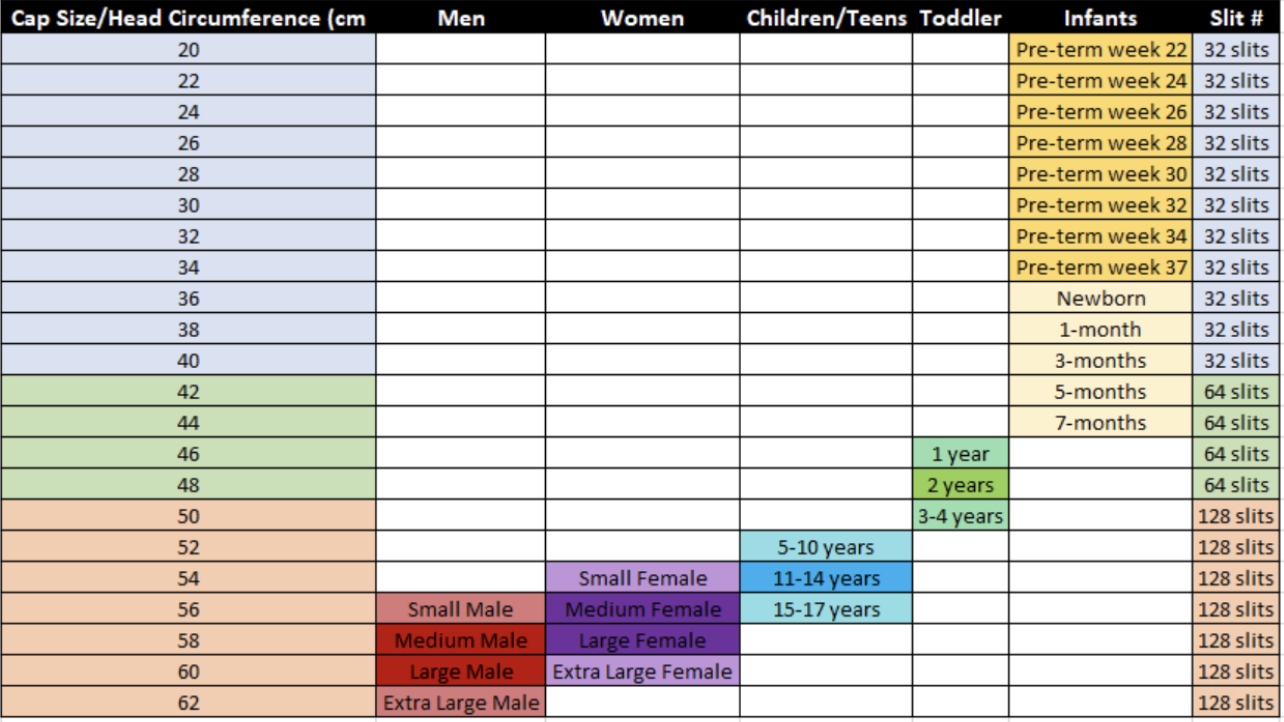 Cap Size/Head Circumference (cm Men Women Children/Teens Toddler Infants Slit #
20 Pre-term week 22 32 slits
22 Pre-term week 24 32 slits
24 Pre-term week 26 32 slits
26 Pre-term week 28 32 slits
28 Pre-term week 30 32 slits
30 Pre-term week 32 32 slits
32 Pre-term week 34 32 slits
34 Pre-term week 37 32 slits
36 Newborn 32 slits
38 1-month 32 slits
40 3-months 32 slits
42 5-months 64 slits
44 7-months 64 slits
46 1 year 64 slits
48 2 years 64 slits
50 3-4 years 128 slits
52 5-10 years 128 slits
54 Small Female 11-14 years 128 slits
56 Small Male Medium Female 15-17 years 128 slits
58 Medium Male Large Female 128 slits
60 Large Male Extra Large Female 128 slits
62 Extra Large Male 128 slits